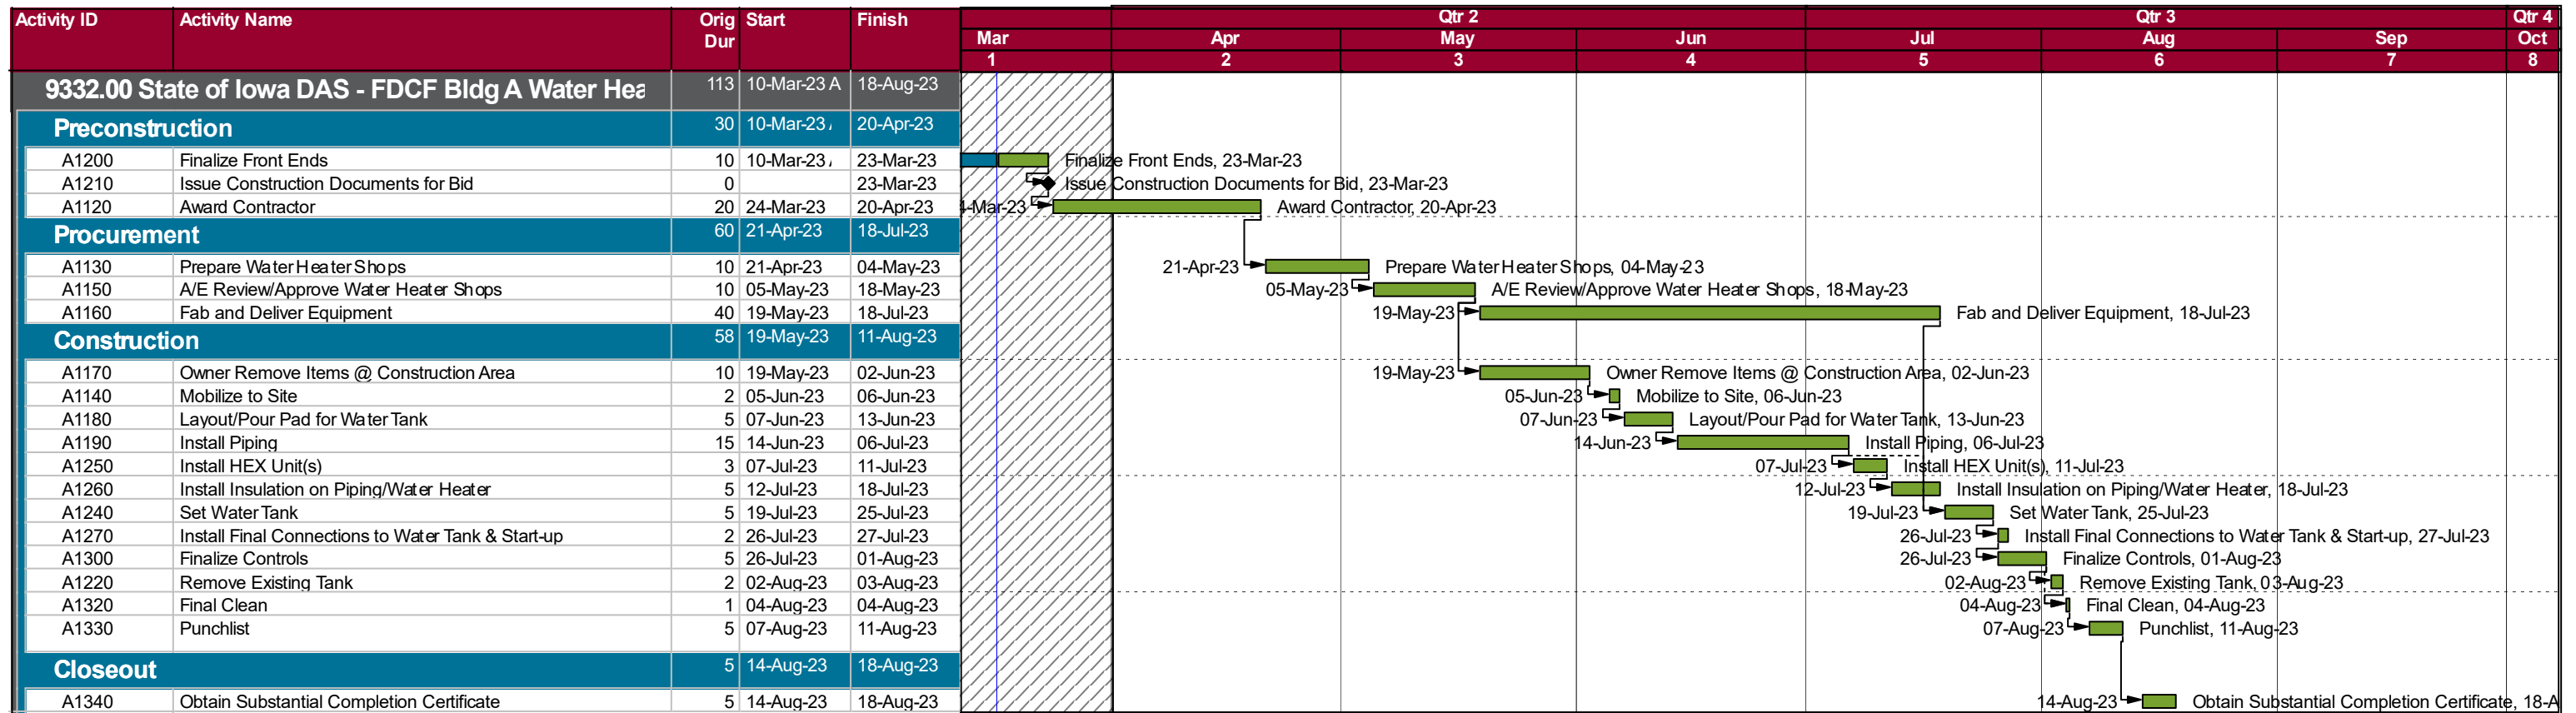 Activity ID Activity Name Orig Dur Start Finish Qtr 2 Qtr 3 Qtr 4
Mar Apr May Jun Jul Aug Sep Oct
1 2 3 4 5 6 7 8
9332.00 State of Iowa DAS - FDCF Bldg A Water Hea 113 10-Mar-23 A 18-Aug-23
Preconstruction 30 10-Mar-23 20-Apr-23
A1200 Finalize Front Ends 10 10-Mar-23 23-Mar-23 Finalize Front Ends, 23-Mar-23
A1210 Issue Construction Documents for Bid 0 23-Mar-23 Issue Construction Documents for Bid, 23-Mar-23
A1120 Award Contractor 20 24-Mar-23 20-Apr-23 4-Mar-23 Award Contractor, 20-Apr-23
Procurement 60 21-Apr-23 18-Jul-23
A1130 Prepare Water Heater Shops 10 21-Apr-23 04-May-23 21-Apr-23 Prepare Water Heater Shops, 04-May-23
A1150 A/E Review/Approve Water Heater Shops 10 05-May-23 18-May-23 05-May-23 A/E Review/Approve Water Heater Shops, 18-May-23
A1160 Fab and Deliver Equipment 40 19-May-23 18-Jul-23 19-May-23 Fab and Deliver Equipment, 18-Jul-23
Construction 58 19-May-23 11-Aug-23
A1170 Owner Remove Items @ Construction Area 10 19-May-23 02-Jun-23 19-May-23 Owner Remove Items @ Construction Area, 02-Jun-23
A1140 Mobilize to Site 2 05-Jun-23 06-Jun-23 05-Jun-23 Mobilize to Site, 06-Jun-23
A1180 Layout/Pour Pad for Water Tank 5 07-Jun-23 13-Jun-23 07-Jun-23 Layout/Pour Pad for Water Tank, 13-Jun-23
A1190 Install Piping 15 14-Jun-23 06-Jul-23 14-Jun-23 Install Piping, 06-Jul-23
A1250 Install HEX Unit(s) 3 07-Jul-23 11-Jul-23 07-Jul-23 Install HEX Unit(s), 11-Jul-23
A1260 Install Insulation on Piping/Water Heater 5 12-Jul-23 18-Jul-23 12-Jul-23 Install Insulation on Piping/Water Heater, 18-Jul-23
A1240 Set Water Tank 5 19-Jul-23 25-Jul-23 19-Jul-23 Set Water Tank, 25-Jul-23
A1270 Install Final Connections to Water Tank & Start-up 2 26-Jul-23 27-Jul-23 26-Jul-23 Install Final Connections to Water Tank & Start-up, 27-Jul-23
A1300 Finalize Controls 5 26-Jul-23 01-Aug-23 26-Jul-23 Finalize Controls, 01-Aug-23
A1220 Remove Existing Tank 2 02-Aug-23 03-Aug-23 02-Aug-23 Remove Existing Tank, 03-Aug-23
A1320 Final Clean 1 04-Aug-23 04-Aug-23 04-Aug-23 Final Clean, 04-Aug-23
A1330 Punchlist 5 07-Aug-23 11-Aug-23 07-Aug-23 Punchlist, 11-Aug-23
Closeout 5 14-Aug-23 18-Aug-23
A1340 Obtain Substantial Completion Certificate 5 14-Aug-23 18-Aug-23 14-Aug-23 Obtain Substantial Completion Certificate, 18-A